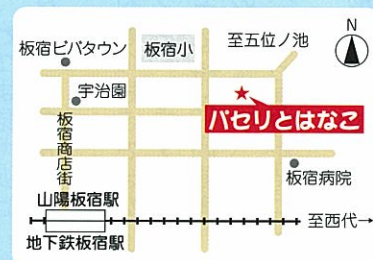 N
至五位ノ池
板宿小
板宿ビバタウン
宇治園
パセリとはなこ
板宿商店街
板宿病院
山陽板宿駅
至西代→
地下鉄板宿駅